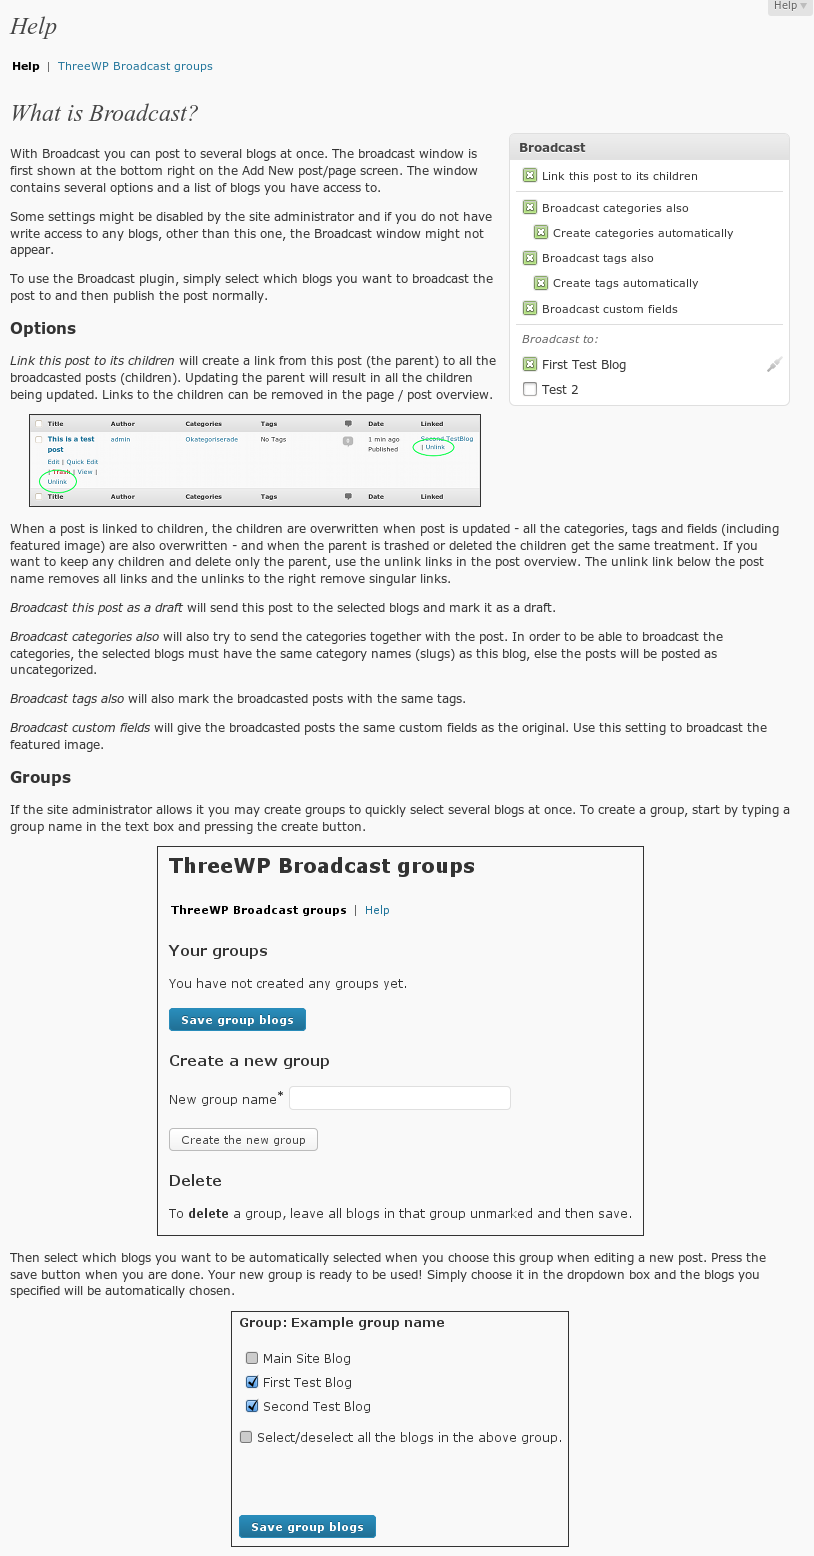 Help
Help
Help | ThreeWP Broadcast groups
What is Broadcast?
With Broadcast you can post to several blogs at once. The broadcast window is
first shown at the bottom right on the Add New post/page screen. The window
contains several options and a list of blogs you have access to.
Some settings might be disabled by the site administrator and if you do not have
write access to any blogs, other than this one, the Broadcast window might not
appear.
To use the Broadcast plugin, simply select which blogs you want to broadcast the
post to and then publish the post normally.
Broadcast
Link this post to its children
Broadcast categories also
Create categories automatically
Broadcast tags also
Create tags automatically
Broadcast custom fields
Broadcast to:
First Test Blog
Test 2
Options
Link this post to its children will create a link from this post (the parent) to all the
broadcasted posts (children). Updating the parent will result in all the children
being updated. Links to the children can be removed in the page / post overview.
Title Author Categories Tags Date Linked
This is a test admin Okategoriserade No Tags 0 1 min ago Second TestBlog
post Published | Unlink
Edit | Quick Edit
| Trash | View |
Unlink
Title Author Categories Tags Date Linked
When a post is linked to children, the children are overwritten when post is updated - all the categories, tags and fields (including
featured image) are also overwritten - and when the parent is trashed or deleted the children get the same treatment. If you
want to keep any children and delete only the parent, use the unlink links in the post overview. The unlink link below the post
name removes all links and the unlinks to the right remove singular links.
Broadcast this post as a draft will send this post to the selected blogs and mark it as a draft.
Broadcast categories also will also try to send the categories together with the post. In order to be able to broadcast the
categories, the selected blogs must have the same category names (slugs) as this blog, else the posts will be posted as
uncategorized.
Broadcast tags also will also mark the broadcasted posts with the same tags.
Broadcast custom fields will give the broadcasted posts the same custom fields as the original. Use this setting to broadcast the
featured image.
Groups
If the site administrator allows it you may create groups to quickly select several blogs at once. To create a group, start by typing a
group name in the text box and pressing the create button.
ThreeWP Broadcast groups
ThreeWP Broadcast groups | Help
Your groups
You have not created any groups yet.
Save group blogs
Create a new group
New group name*
Create the new group
Delete
To delete a group, leave all blogs in that group unmarked and then save.
Then select which blogs you want to be automatically selected when you choose this group when editing a new post. Press the
save button when you are done. Your new group is ready to be used! Simply choose it in the dropdown box and the blogs you
specified will be automatically chosen.
Group: Example group name
Main Site Blog
First Test Blog
Second Test Blog
Select/deselect all the blogs in the above group.
Save group blogs